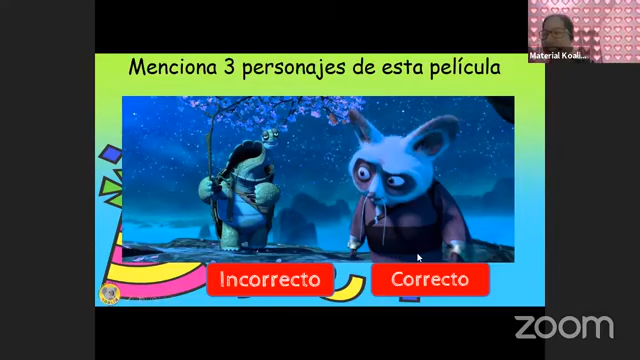 Material Koali...
Menciona 3 personajes de esta película
Incorrecto
Correcto
zoom